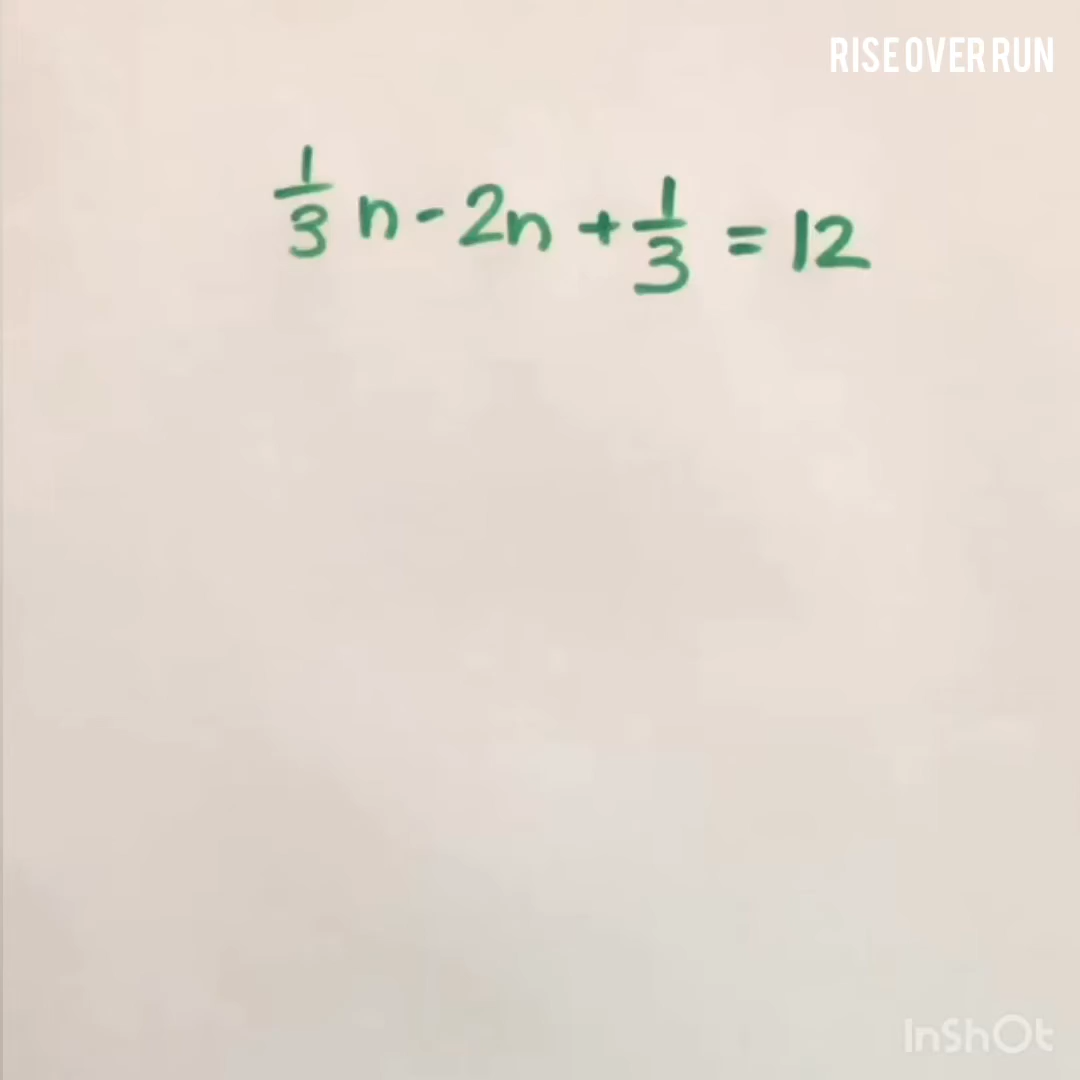 RISE OVER RUN
1/3 n - 2n + 1/3 = 12
InShOt